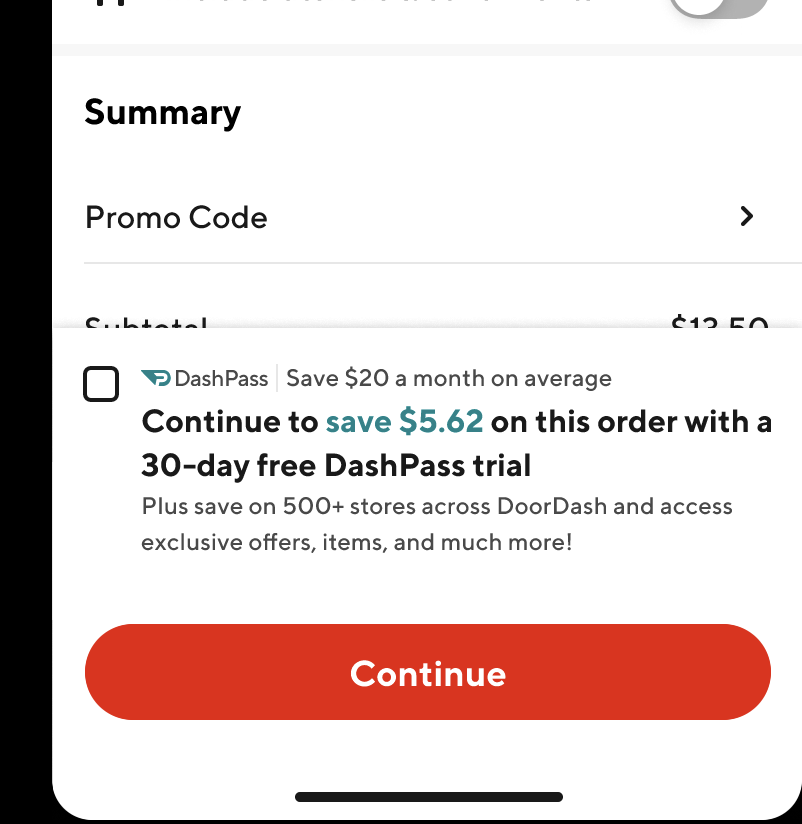 Summary
Promo Code
Subtotal $13.50
DashPass Save $20 a month on average
Continue to save $5.62 on this order with a
30-day free DashPass trial
Plus save on 500+ stores across DoorDash and access
exclusive offers, items, and much more!
Continue